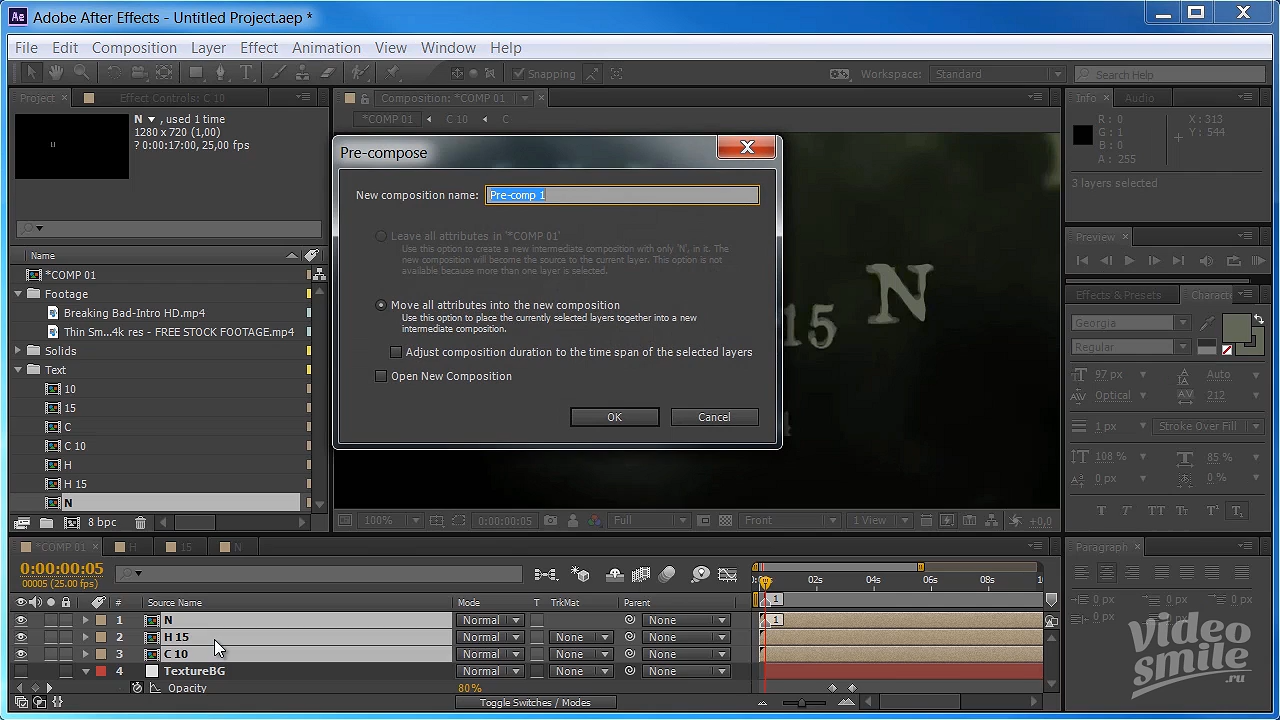 Adobe After Effects - Untitled Project.aep *
File Edit Composition Layer Effect Animation View Window Help
Snapping Workspace: Standard Search Help
Project Effect Controls: C 10 Composition: *COMP 01 Info Audio
*COMP 01 C 10 C
N , used 1 time
1280 x 720 (1,00)
? 0:00:17:00, 25,00 fps
R : 0
G : 1
B : 0
A : 255
X : 313
Y : 544
3 layers selected
Preview
Effects & Presets Characte
Georgia
Regular
97 px Auto
Optical 212
1 px Stroke Over Fill
108 % 85 %
0 px 0 %
T T TT Tt T T
Paragraph
0 px 0 px 0 px
0 px 0 px
Name
*COMP 01
Footage
Breaking Bad-Intro HD.mp4
Thin Sm...4k res - FREE STOCK FOOTAGE.mp4
Solids
Text
10
15
C
C 10
H
H 15
N
8 bpc
Pre-compose
New composition name: Pre-comp 1
Leave all attributes in '*COMP 01'
Use this option to create a new intermediate composition with only 'N', in it. The
new composition will become the source to the current layer. This option is not
available because more than one layer is selected.
Move all attributes into the new composition
Use this option to place the currently selected layers together into a new
intermediate composition.
Adjust composition duration to the time span of the selected layers
Open New Composition
OK Cancel
15 N
100% 0:00:00:05 Full Front 1 View +0,0
*COMP 01 H 15 N
0:00:00:05
00005 (25.00 fps)
02s 04s 06s 08s 10
# Source Name Mode T TrkMat Parent
1 N Normal None 1
2 H 15 Normal None None
3 C 10 Normal None None
4 TextureBG Normal None None
Opacity 80%
Toggle Switches / Modes
1
VIDEO
SMILE
.ru